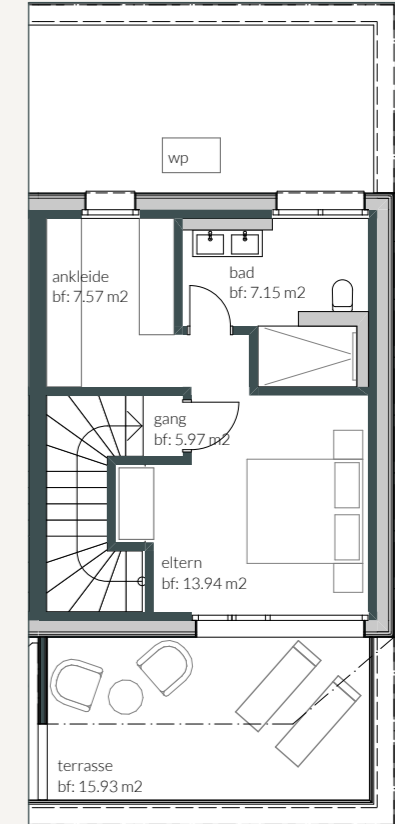 wp
ankleide
bf: 7.57 m2
bad
bf: 7.15 m2
gang
bf: 5.97 m2
eltern
bf: 13.94 m2
terrasse
bf: 15.93 m2